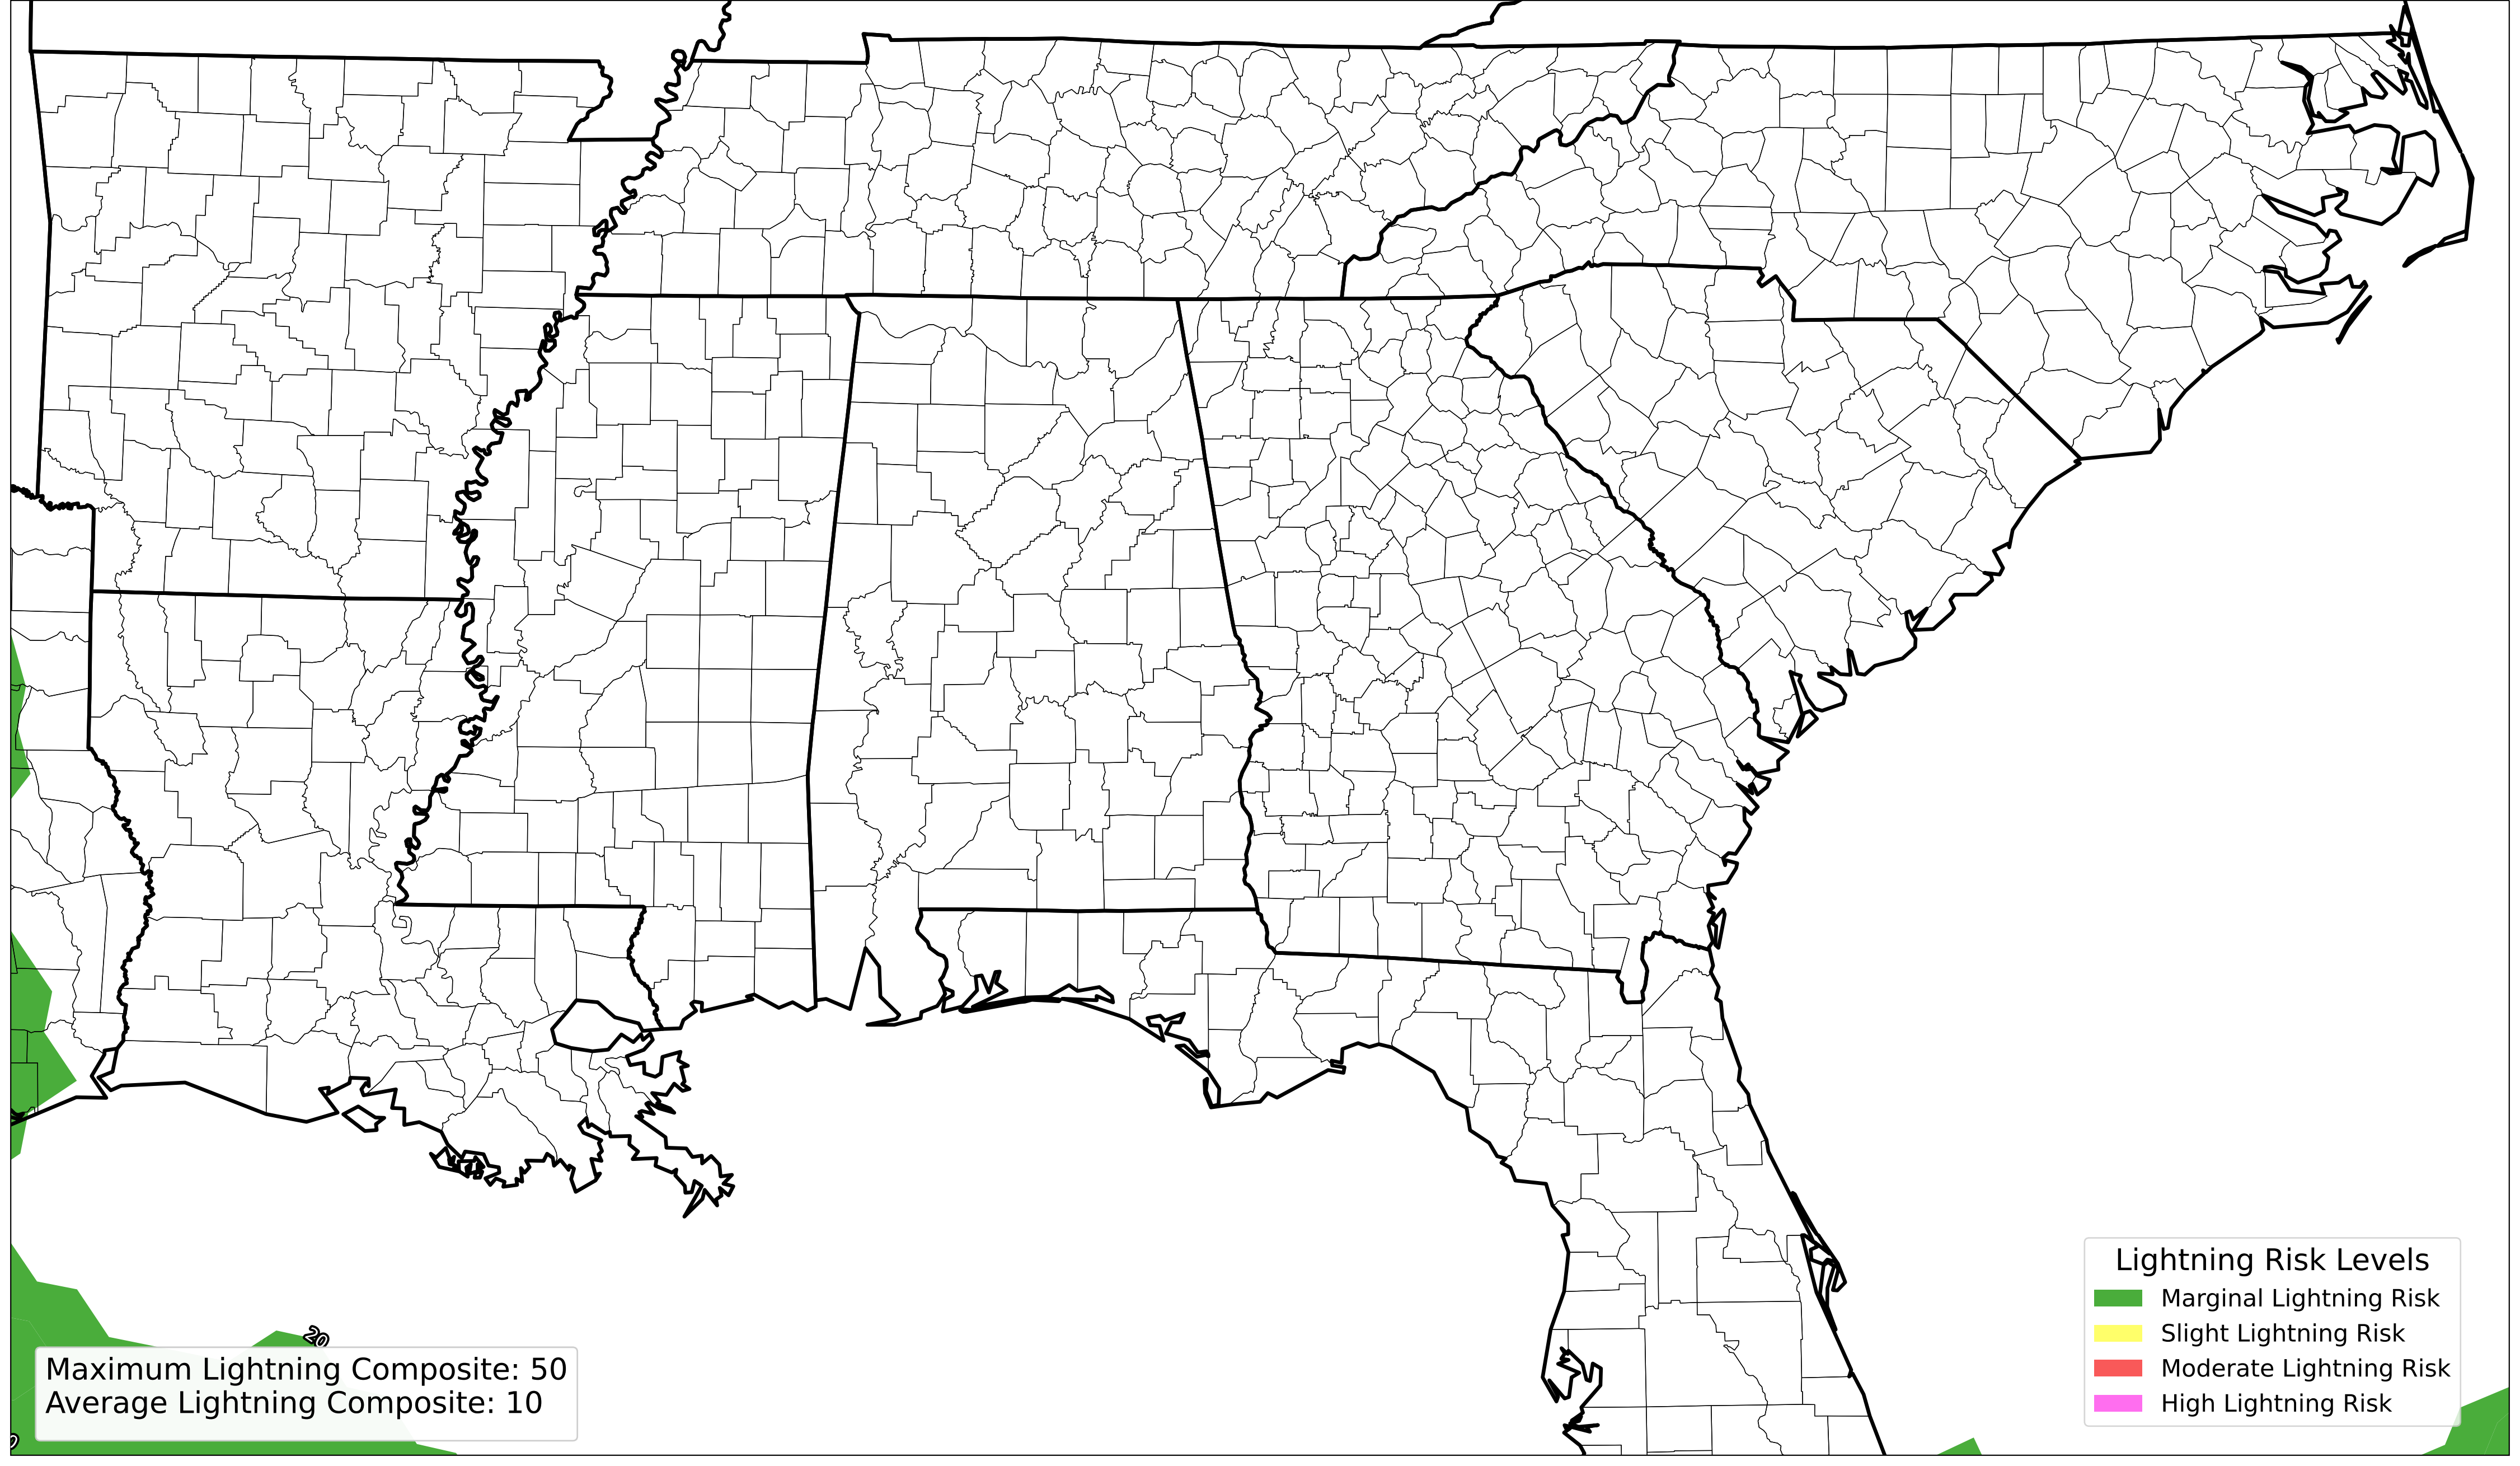 20
Maximum Lightning Composite: 50
Average Lightning Composite: 10
Lightning Risk Levels
Marginal Lightning Risk
Slight Lightning Risk
Moderate Lightning Risk
High Lightning Risk